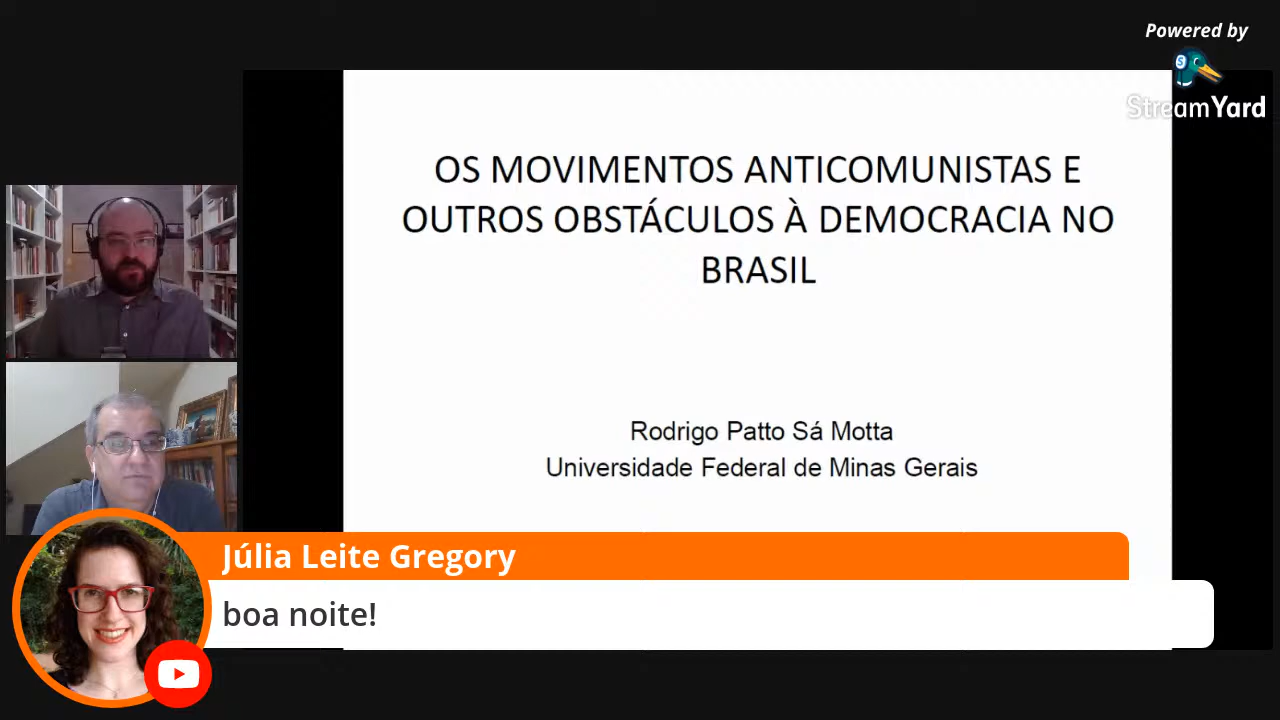 Powered by
StreamYard
OS MOVIMENTOS ANTICOMUNISTAS E
OUTROS OBSTÁCULOS À DEMOCRACIA NO
BRASIL
Rodrigo Patto Sá Motta
Universidade Federal de Minas Gerais
Júlia Leite Gregory
boa noite!